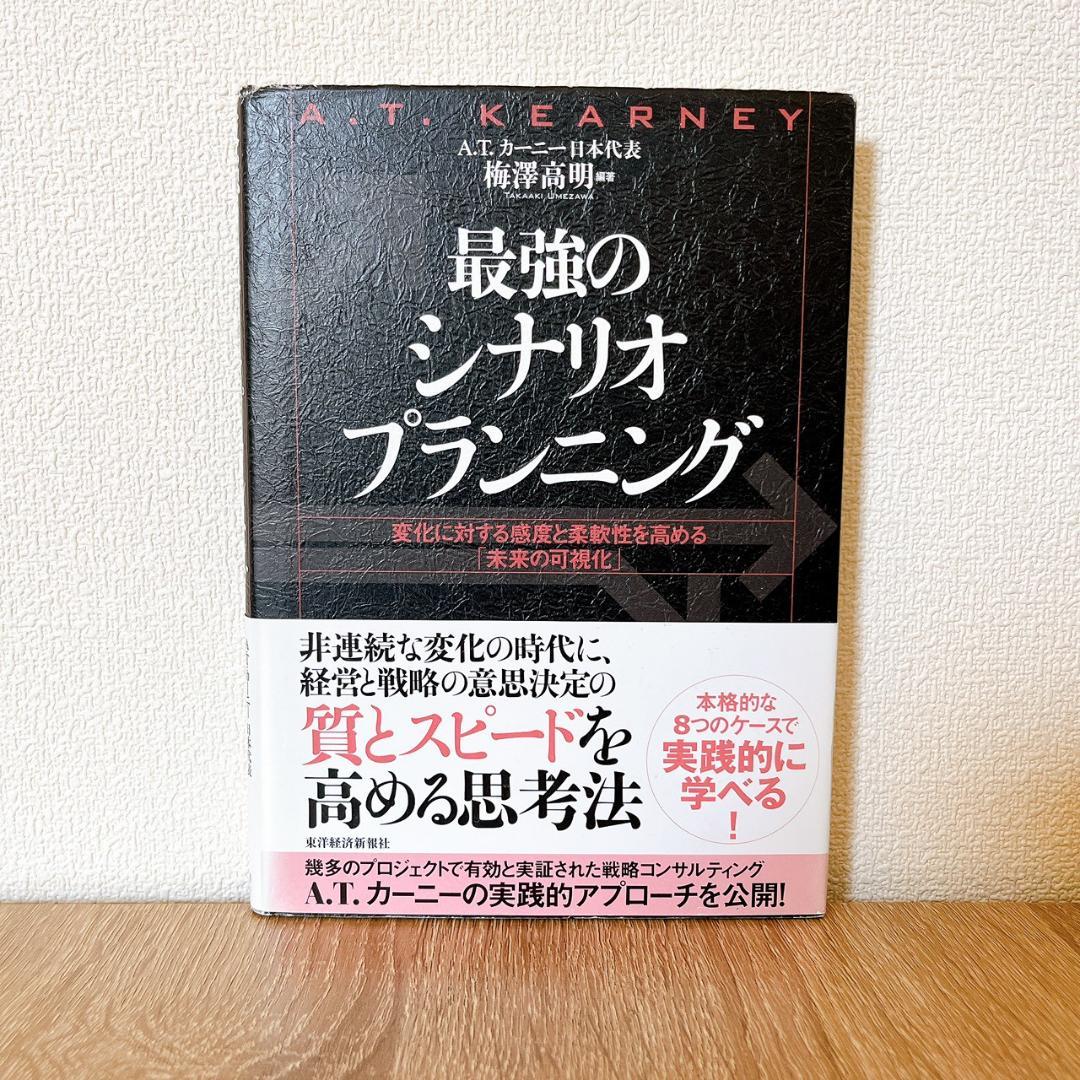 A.T. KEARNEY
A.T. カーニー日本代表
梅澤高明編著
TAKAAKI UMEZAWA
最強の
シナリオ
プランニング
変化に対する感度と柔軟性を高める
「未来の可視化」
非連続な変化の時代に、
経営と戦略の意思決定の
質とスピードを
高める思考法
東洋経済新報社
本格的な
8つのケースで
実践的に
学べる
!
幾多のプロジェクトで有効と実証された戦略コンサルティング
A.T. カーニーの実践的アプローチを公開!